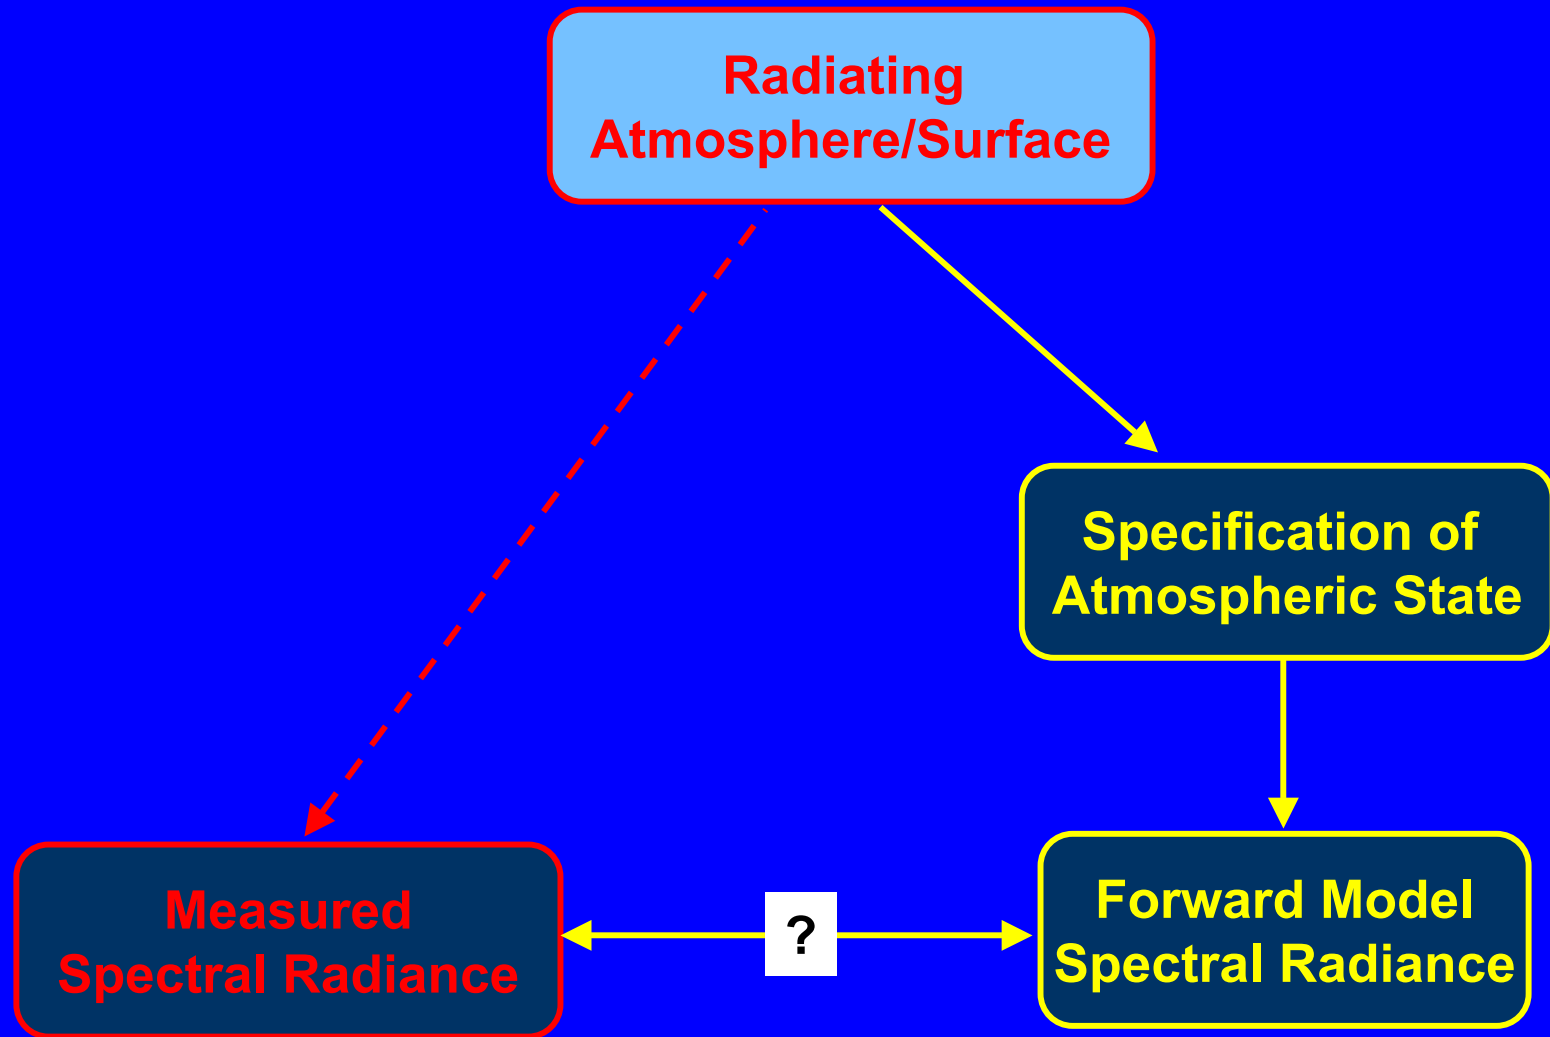 Radiating
Atmosphere/Surface
Specification of
Atmospheric State
Measured
Spectral Radiance
?
Forward Model
Spectral Radiance